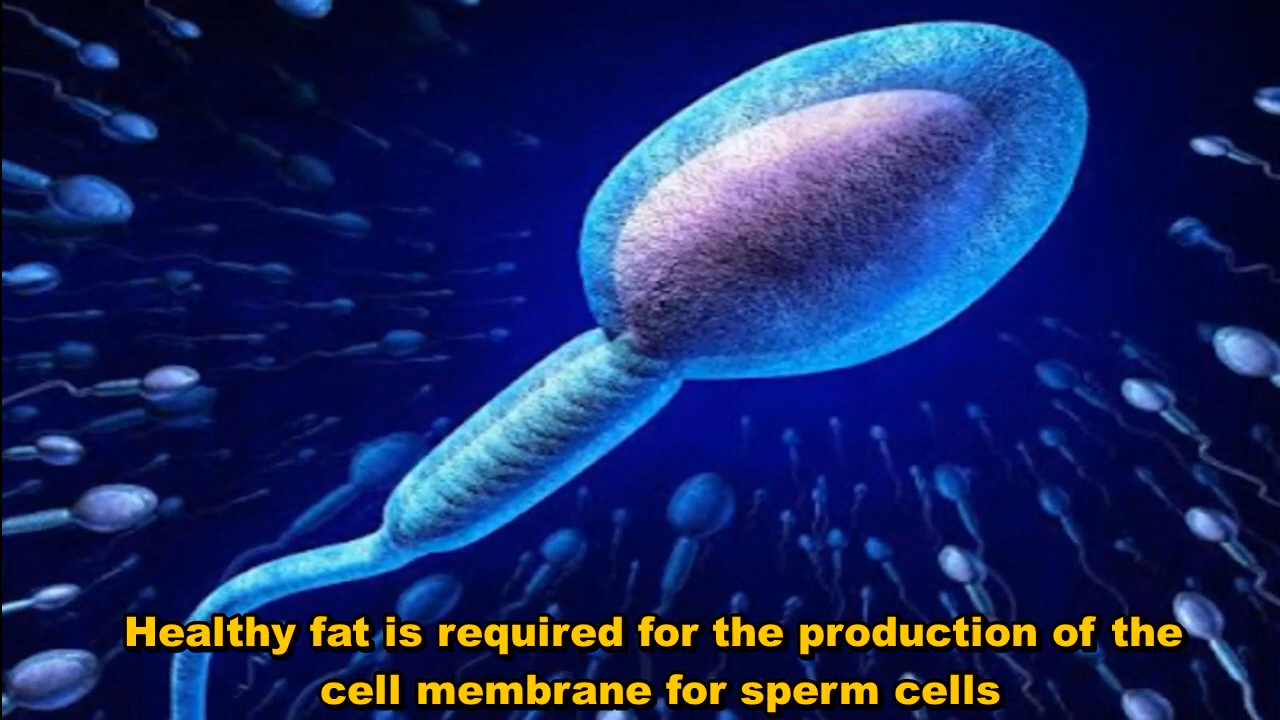 Healthy fat is required for the production of the
cell membrane for sperm cells